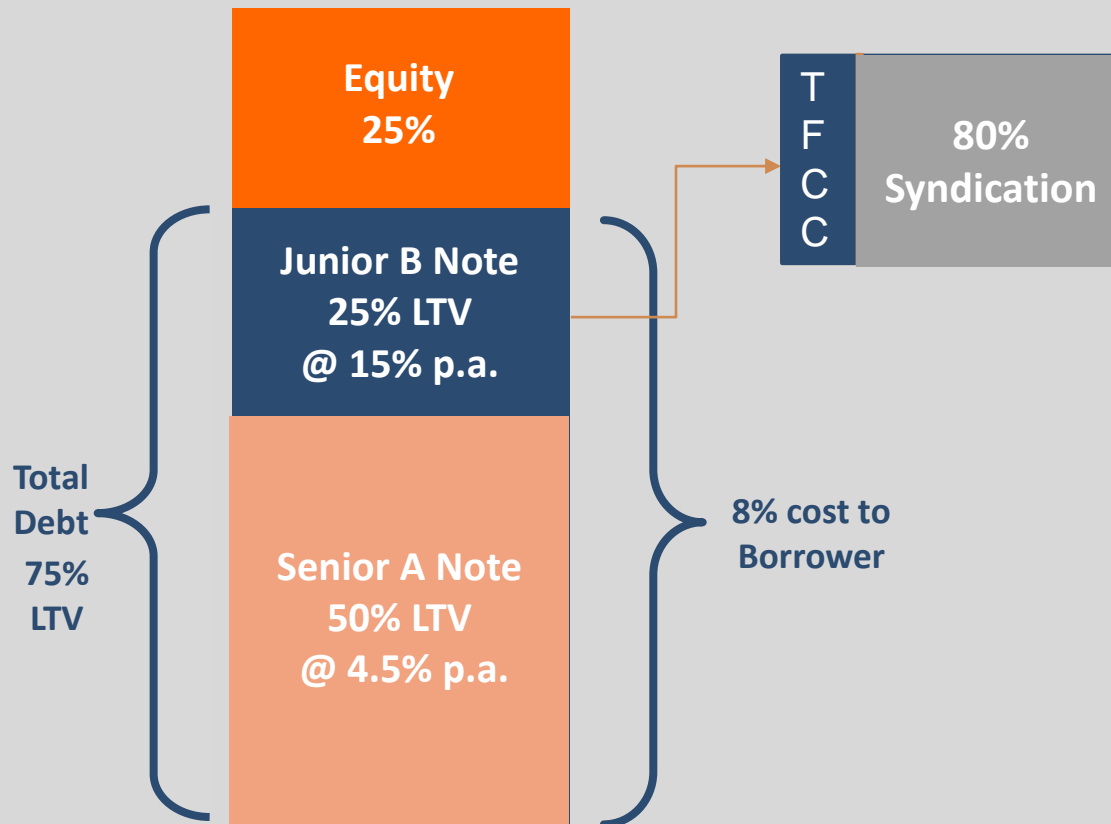 Equity
25%
T
F
C
C
80%
Syndication
Junior B Note
25% LTV
@ 15% p.a.
Total
Debt
75%
LTV
8% cost to
Borrower
Senior A Note
50% LTV
@ 4.5% p.a.